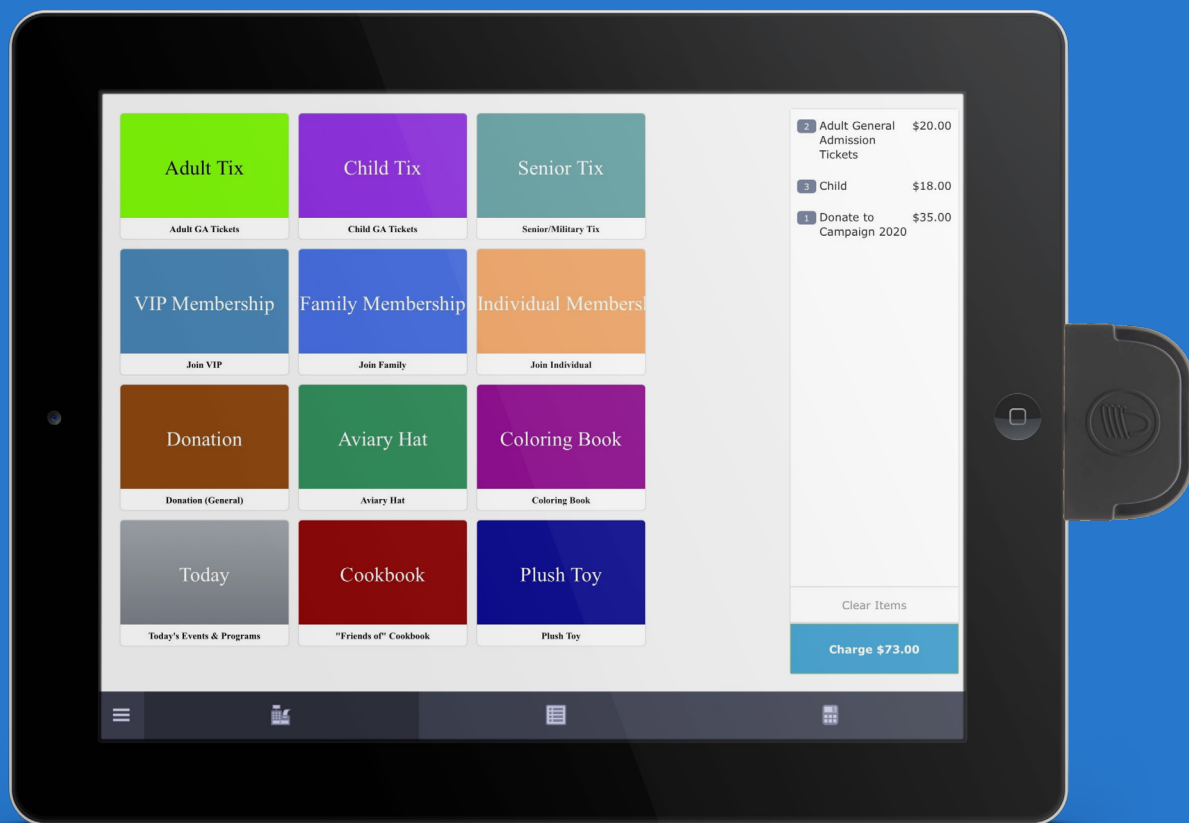 Adult Tix
Adult GA Tickets
Child Tix
Child GA Tickets
Senior Tix
Senior/Military Tix
VIP Membership
Join VIP
Family Membership
Join Family
Individual Members
Join Individual
Donation
Donation (General)
Aviary Hat
Aviary Hat
Coloring Book
Coloring Book
Today
Today's Events & Programs
Cookbook
"Friends of" Cookbook
Plush Toy
Plush Toy
2 Adult General $20.00
Admission
Tickets
3 Child $18.00
1 Donate to $35.00
Campaign 2020
Clear Items
Charge $73.00